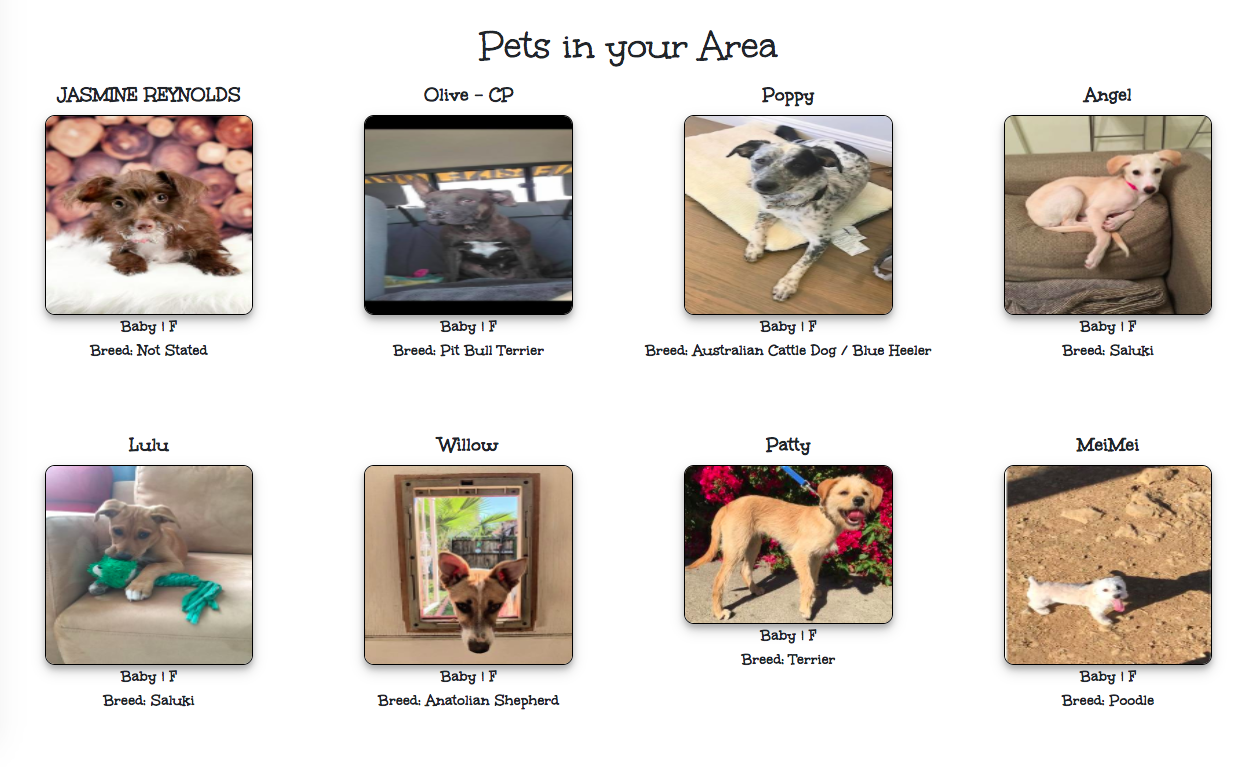 Pets in your Area
JASMINE REYNOLDS
Olive - CP
Poppy
Angel
Baby | F
Breed: Not Stated
Baby | F
Breed: Pit Bull Terrier
Baby | F
Breed: Australian Cattle Dog / Blue Heeler
Baby | F
Breed: Saluki
Lulu
Willow
Patty
MeiMei
Baby | F
Breed: Saluki
Baby | F
Breed: Anatolian Shepherd
Baby | F
Breed: Terrier
Baby | F
Breed: Poodle